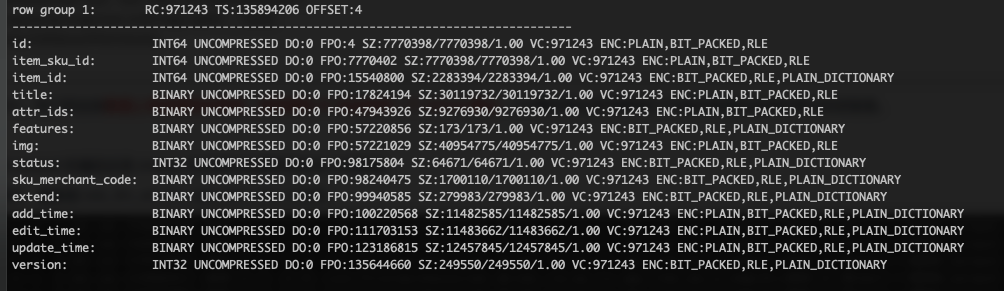 row group 1:       RC:971243 TS:135894206 OFFSET:4
--------------------------------------------------------------------------------
id:                 INT64 UNCOMPRESSED DO:0 FPO:4 SZ:7770398/7770398/1.00 VC:971243 ENC:PLAIN,BIT_PACKED,RLE
item_sku_id:        INT64 UNCOMPRESSED DO:0 FPO:7770402 SZ:7770398/7770398/1.00 VC:971243 ENC:PLAIN,BIT_PACKED,RLE
item_id:            INT64 UNCOMPRESSED DO:0 FPO:15540800 SZ:2283394/2283394/1.00 VC:971243 ENC:BIT_PACKED,RLE,PLAIN_DICTIONARY
title:              BINARY UNCOMPRESSED DO:0 FPO:17824194 SZ:30119732/30119732/1.00 VC:971243 ENC:PLAIN,BIT_PACKED,RLE
attr_ids:           BINARY UNCOMPRESSED DO:0 FPO:47943926 SZ:9276930/9276930/1.00 VC:971243 ENC:PLAIN,BIT_PACKED,RLE
features:           BINARY UNCOMPRESSED DO:0 FPO:57220856 SZ:173/173/1.00 VC:971243 ENC:BIT_PACKED,RLE,PLAIN_DICTIONARY
img:                BINARY UNCOMPRESSED DO:0 FPO:57221029 SZ:40954775/40954775/1.00 VC:971243 ENC:PLAIN,BIT_PACKED,RLE
status:             INT32 UNCOMPRESSED DO:0 FPO:98175804 SZ:64671/64671/1.00 VC:971243 ENC:BIT_PACKED,RLE,PLAIN_DICTIONARY
sku_merchant_code:  BINARY UNCOMPRESSED DO:0 FPO:98240475 SZ:1700110/1700110/1.00 VC:971243 ENC:BIT_PACKED,RLE,PLAIN_DICTIONARY
extend:             BINARY UNCOMPRESSED DO:0 FPO:99940585 SZ:279983/279983/1.00 VC:971243 ENC:BIT_PACKED,RLE,PLAIN_DICTIONARY
add_time:           BINARY UNCOMPRESSED DO:0 FPO:100220568 SZ:11482585/11482585/1.00 VC:971243 ENC:PLAIN,BIT_PACKED,RLE,PLAIN_DICTIONARY
edit_time:          BINARY UNCOMPRESSED DO:0 FPO:111703153 SZ:11483662/11483662/1.00 VC:971243 ENC:PLAIN,BIT_PACKED,RLE,PLAIN_DICTIONARY
update_time:        BINARY UNCOMPRESSED DO:0 FPO:123186815 SZ:12457845/12457845/1.00 VC:971243 ENC:PLAIN,BIT_PACKED,RLE,PLAIN_DICTIONARY
version:            INT32 UNCOMPRESSED DO:0 FPO:135644660 SZ:249550/249550/1.00 VC:971243 ENC:BIT_PACKED,RLE,PLAIN_DICTIONARY